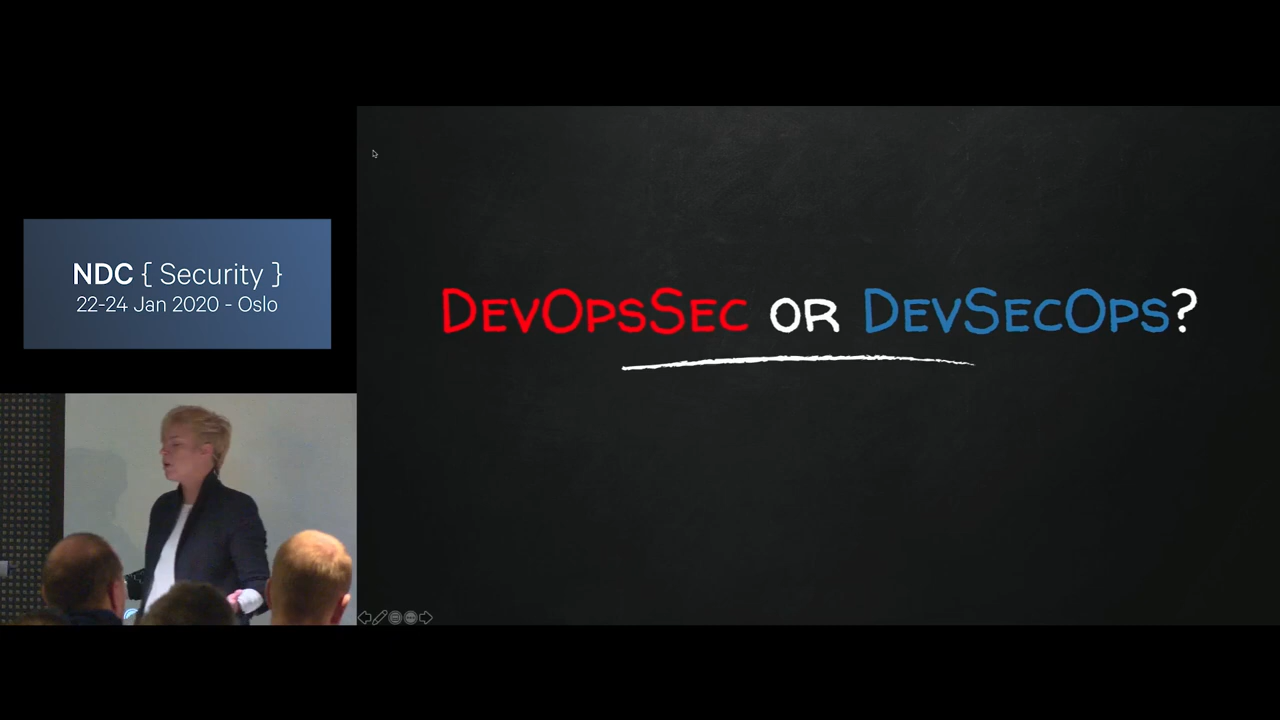 NDC { Security }
22-24 Jan 2020 - Oslo
DevOpsSec or DevSecOps?